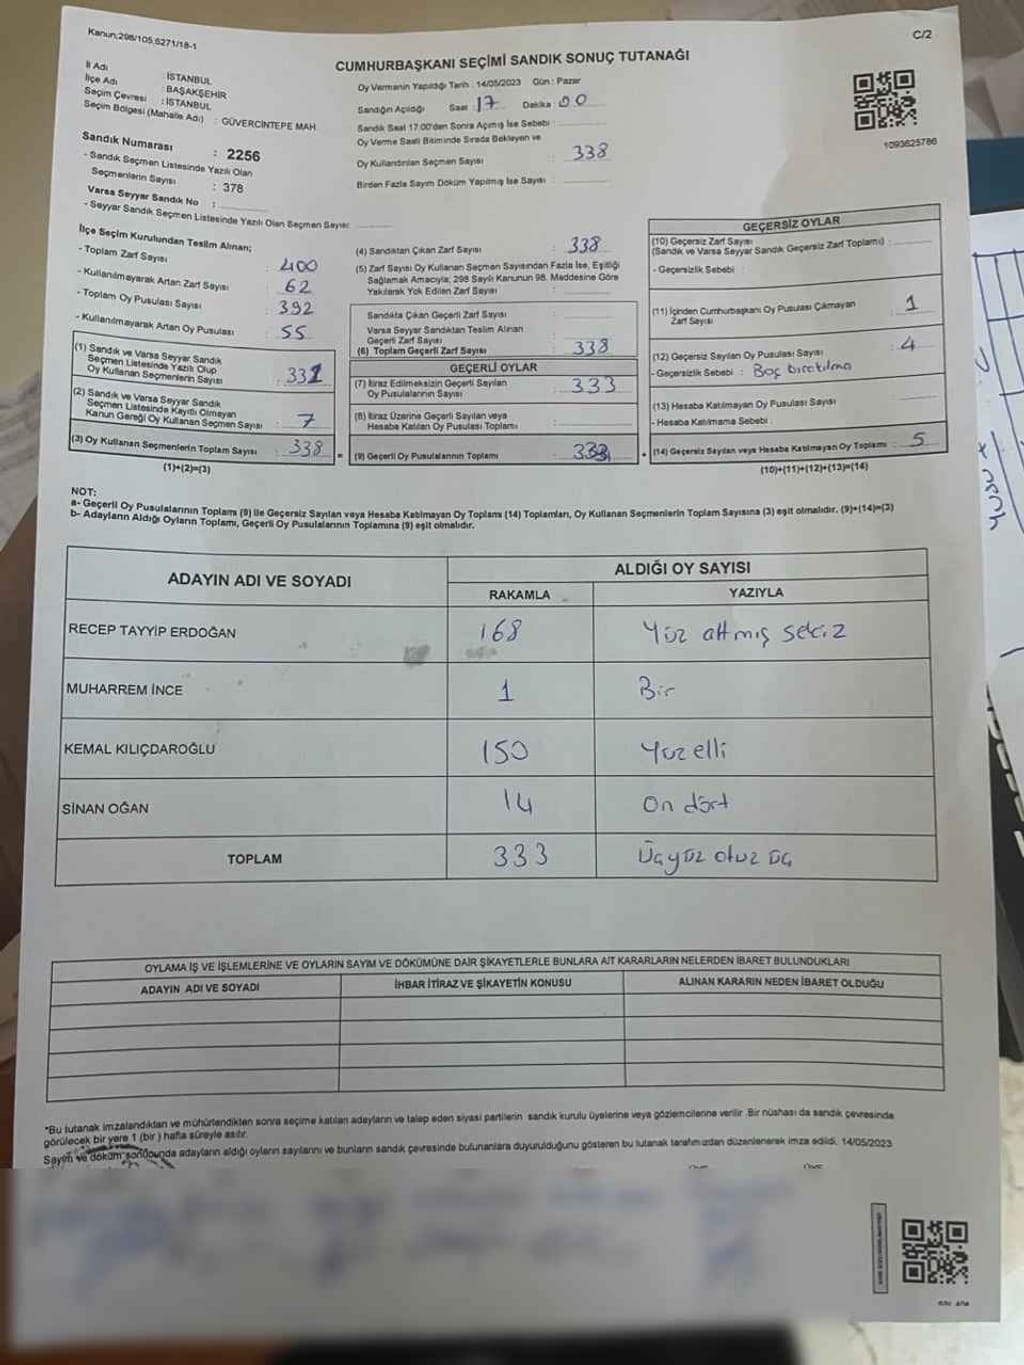 Kanun;298/105,6271/18-1
C/2
CUMHURBAŞKANI SEÇİMİ SANDIK SONUÇ TUTANAĞI
İl Adı : İSTANBUL
İlçe Adı : BAŞAKŞEHİR
Seçim Çevresi : İSTANBUL
Seçim Bölgesi (Mahalle Adı) : GÜVERCİNTEPE MAH.
Oy Vermenin Yapıldığı Tarih : 14/05/2023 Gün : Pazar
Sandığın Açıldığı Saat : 17 Dakika : 00
Sandık Saat 17:00'den Sonra Açımış İse Sebebi :
Oy Verme Saati Bitiminde Sırada Bekleyen ve
Oy Kullandırılan Seçmen Sayısı : 338
Birden Fazla Sayım Döküm Yapılmış İse Sayısı :
1093625786
Sandık Numarası : 2256
- Sandık Seçmen Listesinde Yazılı Olan
Seçmenlerin Sayısı : 378
Varsa Seyyar Sandık No :
- Seyyar Sandık Seçmen Listesinde Yazılı Olan Seçmen Sayısı :
İlçe Seçim Kurulundan Teslim Alınan;
- Toplam Zarf Sayısı : 400
- Kullanılmayarak Artan Zarf Sayısı : 62
- Toplam Oy Pusulası Sayısı : 392
- Kullanılmayarak Artan Oy Pusulası : 55
(1) Sandık ve Varsa Seyyar Sandık
Seçmen Listesinde Yazılı Olup
Oy Kullanan Seçmenlerin Sayısı : 331
(2) Sandık ve Varsa Seyyar Sandık
Seçmen Listesinde Kayıtlı Olmayan
Kanun Gereği Oy Kullanan Seçmen Sayısı : 7
(3) Oy Kullanan Seçmenlerin Toplam Sayısı : 338
(1)+(2)=(3)
(4) Sandıktan Çıkan Zarf Sayısı : 338
(5) Zarf Sayısı Oy Kullanan Seçmen Sayısından Fazla İse, Eşitliği
Sağlamak Amacıyla; 298 Sayılı Kanunun 98. Maddesine Göre
Yakılarak Yok Edilen Zarf Sayısı :
Sandıkta Çıkan Geçerli Zarf Sayısı :
Varsa Seyyar Sandıktan Teslim Alınan
Geçerli Zarf Sayısı
(6) Toplam Geçerli Zarf Sayısı : 338
GEÇERLİ OYLAR
(7) İtiraz Edilmeksizin Geçerli Sayılan
Oy Pusulalarının Sayısı : 333
(8) İtiraz Üzerine Geçerli Sayılan veya
Hesaba Katılan Oy Pusulası Toplamı :
(9) Geçerli Oy Pusulalarının Toplamı 333
GEÇERSİZ OYLAR
(10) Geçersiz Zarf Sayısı
(Sandık ve Varsa Seyyar Sandık Geçersiz Zarf Toplamı) :
- Geçersizlik Sebebi :
(11) İçinden Cumhurbaşkanı Oy Pusulası Çıkmayan
Zarf Sayısı : 1
(12) Geçersiz Sayılan Oy Pusulası Sayısı : 4
- Geçersizlik Sebebi : Boş bırakılma
(13) Hesaba Katılmayan Oy Pusulası Sayısı :
- Hesaba Katılmama Sebebi :
(14) Geçersiz Sayılan veya Hesaba Katılmayan Oy Toplamı : 5
(10)+(11)+(12)+(13)=(14)
NOT:
a- Geçerli Oy Pusulalarının Toplamı (9) ile Geçersiz Sayılan veya Hesaba Katılmayan Oy Toplamı (14) Toplamları, Oy Kullanan Seçmenlerin Toplam Sayısına (3) eşit olmalıdır. (9)+(14)=(3)
b- Adayların Aldığı Oyların Toplamı, Geçerli Oy Pusulalarının Toplamına (9) eşit olmalıdır.
ADAYIN ADI VE SOYADI
ALDIĞI OY SAYISI
RAKAMLA YAZIYLA
RECEP TAYYİP ERDOĞAN 168 Yüz altmış sekiz
MUHARREM İNCE 1 Bir
KEMAL KILIÇDAROĞLU 150 Yüz elli
SİNAN OĞAN 14 On dört
TOPLAM 333 Üçyüz otuz üç
OYLAMA İŞ VE İŞLEMLERİNE VE OYLARIN SAYIM VE DÖKÜMÜNE DAİR ŞİKAYETLERLE BUNLARA AİT KARARLARIN NELERDEN İBARET BULUNDUKLARI
ADAYIN ADI VE SOYADI İHBAR İTİRAZ VE ŞİKAYETİN KONUSU ALINAN KARARIN NEDEN İBARET OLDUĞU
*Bu tutanak imzalandıktan ve mühürlendikten sonra seçime katılan adayların ve talep eden siyasi partilerin sandık kurulu üyelerine veya gözlemcilerine verilir. Bir nüshası da sandık çevresinde
görülecek bir yere 1 (bir) hafta süreyle asılır.
Sayım ve döküm sonucunda adayların aldığı oyların sayılarını ve bunların sandık çevresinde bulunanlara duyurulduğunu gösteren bu tutanak tarafımızdan düzenlenerek imza edildi. 14/05/2023